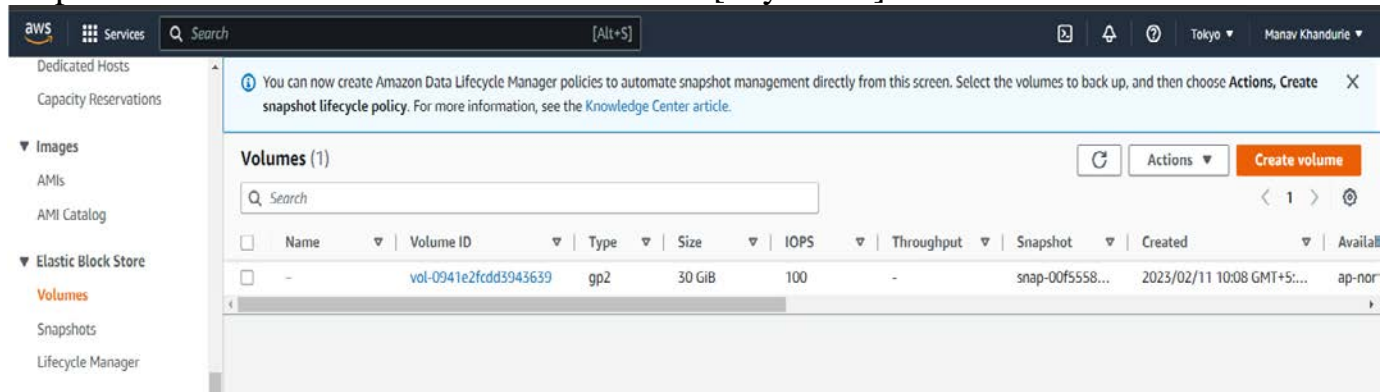 aws Services Search [Alt+S] Tokyo ▼ Manav Khandurie ▼
Dedicated Hosts
Capacity Reservations
▼ Images
AMIs
AMI Catalog
▼ Elastic Block Store
Volumes
Snapshots
Lifecycle Manager
You can now create Amazon Data Lifecycle Manager policies to automate snapshot management directly from this screen. Select the volumes to back up, and then choose Actions, Create
snapshot lifecycle policy. For more information, see the Knowledge Center article.
Volumes (1) Actions ▼ Create volume
Search < 1 >
Name Volume ID Type Size IOPS Throughput Snapshot Created Availab
- vol-0941e2fcdd3943639 gp2 30 GiB 100 - snap-00f5558... 2023/02/11 10:08 GMT+5:... ap-nor